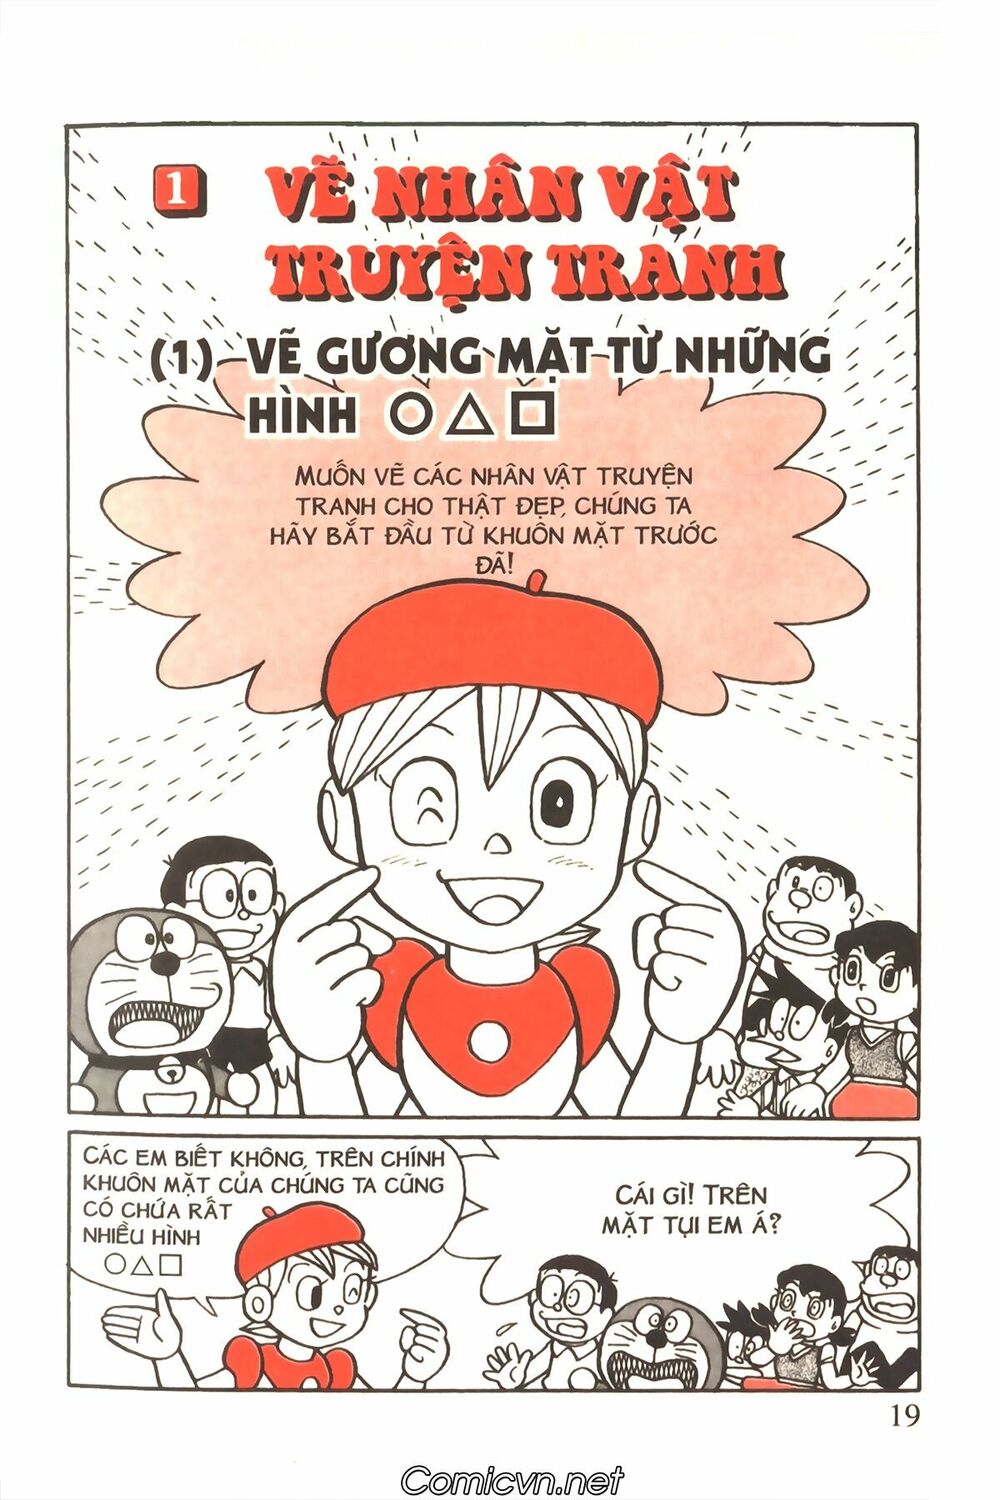 1 VẼ NHÂN VẬT
TRUYỆN TRANH
(1) VẼ GƯƠNG MẶT TỪ NHỮNG
HÌNH ○△□
MUỐN VẼ CÁC NHÂN VẬT TRUYỆN
TRANH CHO THẬT ĐẸP, CHÚNG TA
HÃY BẮT ĐẦU TỪ KHUÔN MẶT TRƯỚC
ĐÃ!
CÁC EM BIẾT KHÔNG, TRÊN CHÍNH
KHUÔN MẶT CỦA CHÚNG TA CŨNG
CÓ CHỨA RẤT
NHIỀU HÌNH
○△□
CÁI GÌ! TRÊN
MẶT TỤI EM Á?
19
Comicvn.net